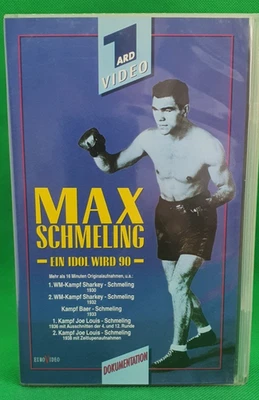 1
ARD
VIDEO
MAX
SCHMELING
- EIN IDOL WIRD 90 -
Mehr als 16 Minuten Originalaufnahmen, u.a.:
1. WM-Kampf Sharkey - Schmeling
1930
2. WM-Kampf Sharkey - Schmeling
1932
Kampf Baer - Schmeling
1933
1. Kampf Joe Louis - Schmeling
1936 mit Ausschnitten der 4. und 12. Runde
2. Kampf Joe Louis - Schmeling
1938 mit Zeitlupenaufnahmen
DOKUMENTATION